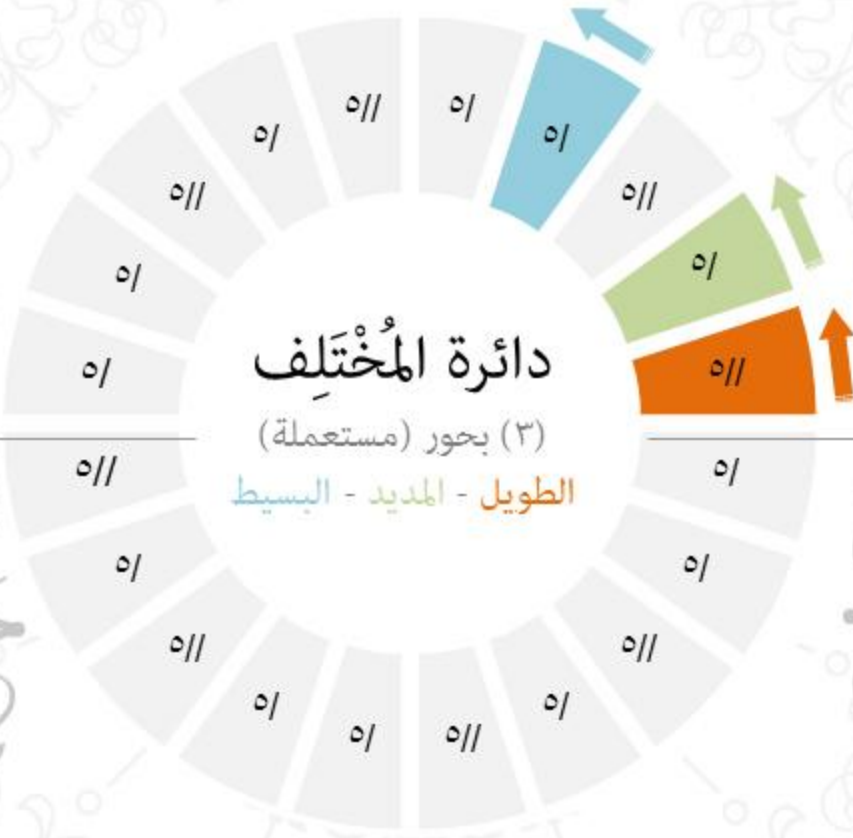 //ه
/ه
//ه
/ه
/ه
//ه
/ه
//ه
/ه
/ه
//ه
/ه
//ه
/ه
/ه
//ه
/ه
//ه
/ه
/ه
دائرة المُخْتَلِف
(٣) بحور (مستعملة)
الطويل - المديد - البسيط